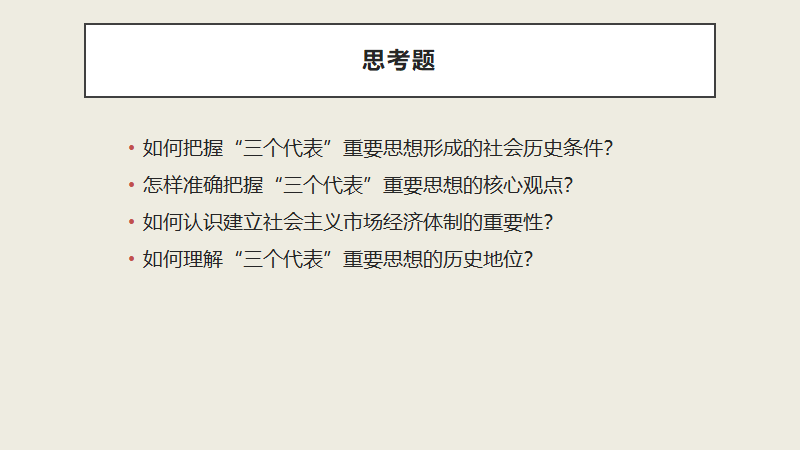 思考题
• 如何把握“三个代表”重要思想形成的社会历史条件？
• 怎样准确把握“三个代表”重要思想的核心观点？
• 如何认识建立社会主义市场经济体制的重要性？
• 如何理解“三个代表”重要思想的历史地位？